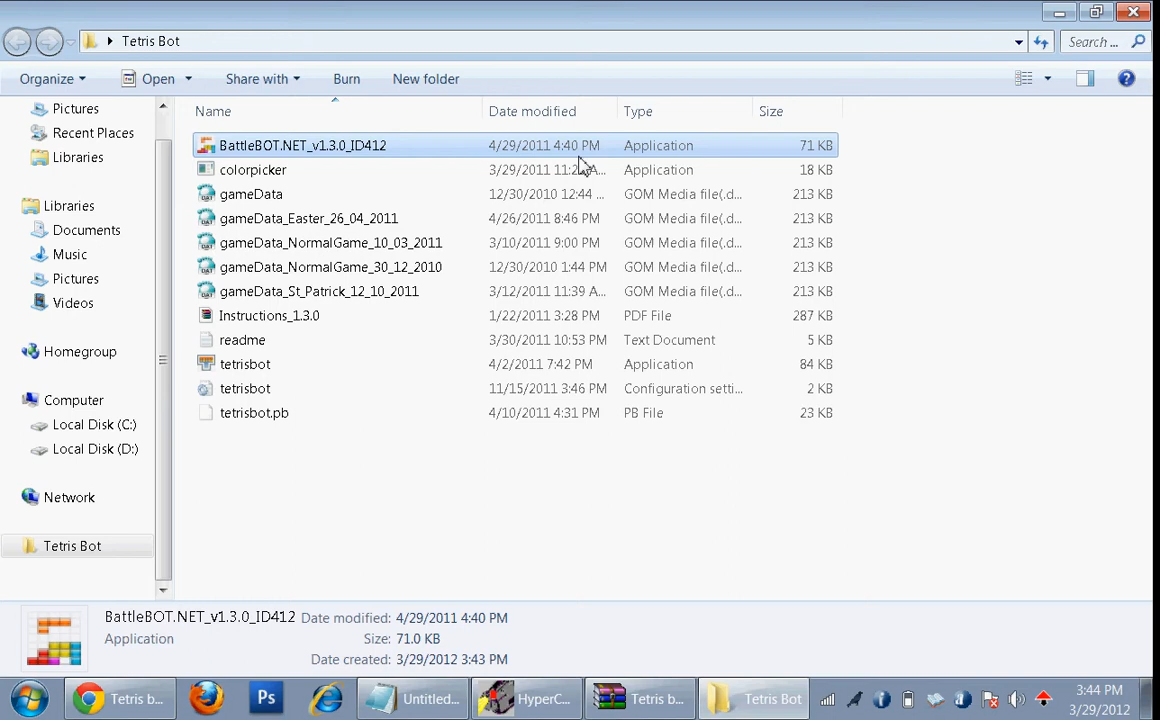 Tetris Bot
Search ...
Organize Open Share with Burn New folder
Name Date modified Type Size
BattleBOT.NET_v1.3.0_ID412 4/29/2011 4:40 PM Application 71 KB
colorpicker 3/29/2011 11:2 A... Application 18 KB
gameData 12/30/2010 12:44 ... GOM Media file(.d... 213 KB
gameData_Easter_26_04_2011 4/26/2011 8:46 PM GOM Media file(.d... 213 KB
gameData_NormalGame_10_03_2011 3/10/2011 9:00 PM GOM Media file(.d... 213 KB
gameData_NormalGame_30_12_2010 12/30/2010 1:44 PM GOM Media file(.d... 213 KB
gameData_St_Patrick_12_10_2011 3/12/2011 11:39 A... GOM Media file(.d... 213 KB
Instructions_1.3.0 1/22/2011 3:28 PM PDF File 287 KB
readme 3/30/2011 10:53 PM Text Document 5 KB
tetrisbot 4/2/2011 7:42 PM Application 84 KB
tetrisbot 11/15/2011 3:46 PM Configuration setti... 2 KB
tetrisbot.pb 4/10/2011 4:31 PM PB File 23 KB
Pictures
Recent Places
Libraries
Libraries
Documents
Music
Pictures
Videos
Homegroup
Computer
Local Disk (C:)
Local Disk (D:)
Network
Tetris Bot
BattleBOT.NET_v1.3.0_ID412 Date modified: 4/29/2011 4:40 PM
Application Size: 71.0 KB
Date created: 3/29/2012 3:43 PM
Tetris b... Ps Untitled... HyperC... Tetris b... Tetris Bot
3:44 PM
3/29/2012